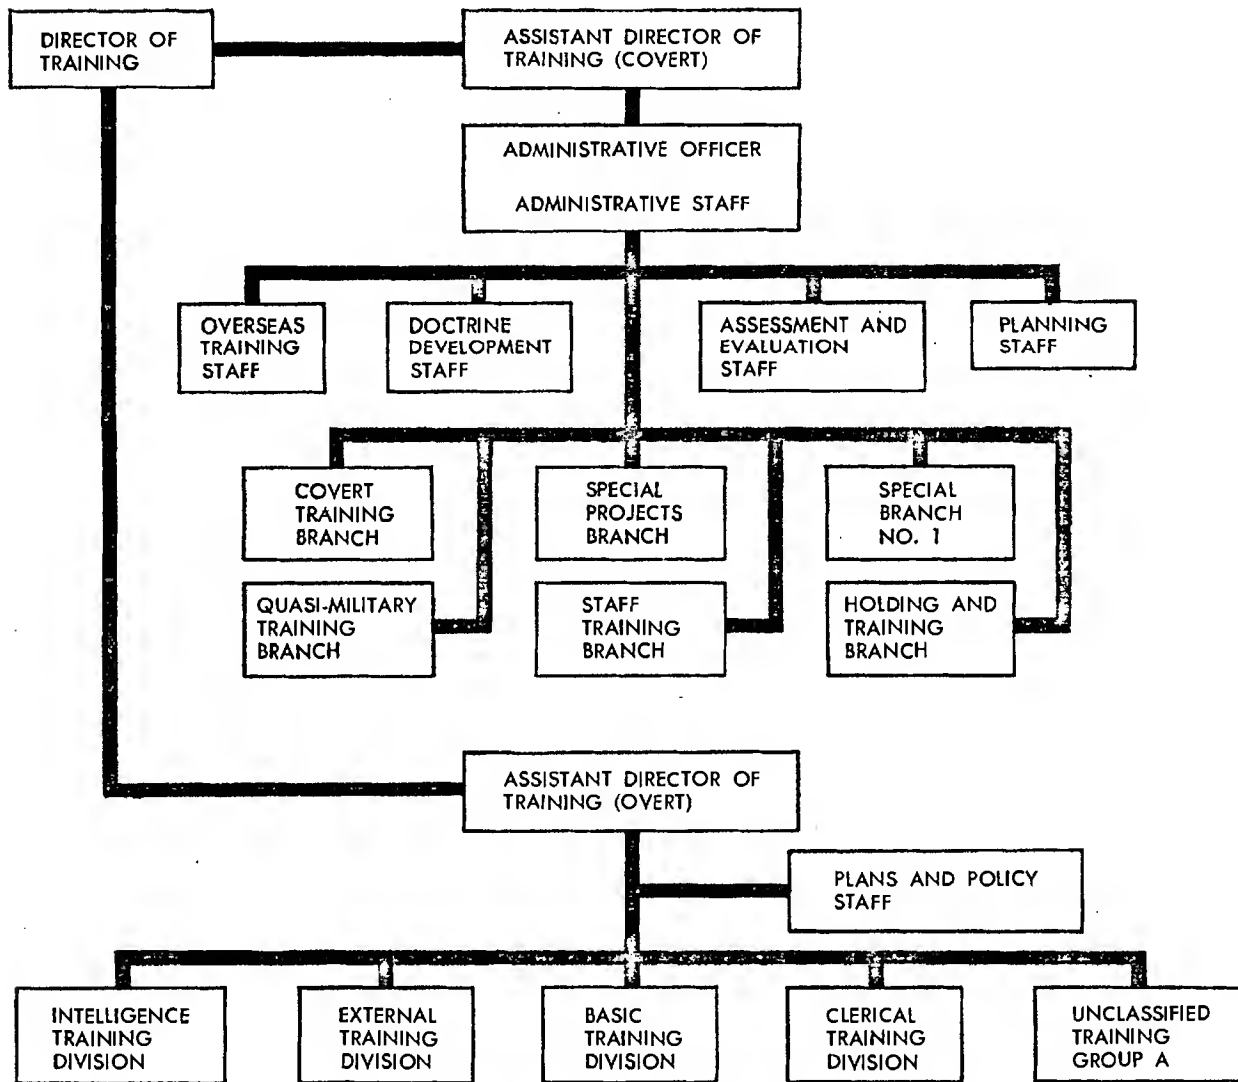 DIRECTOR OF
TRAINING
ASSISTANT DIRECTOR OF
TRAINING (COVERT)
ADMINISTRATIVE OFFICER
ADMINISTRATIVE STAFF
OVERSEAS
TRAINING
STAFF
DOCTRINE
DEVELOPMENT
STAFF
ASSESSMENT AND
EVALUATION
STAFF
PLANNING
STAFF
COVERT
TRAINING
BRANCH
SPECIAL
PROJECTS
BRANCH
SPECIAL
BRANCH
NO. 1
QUASI-MILITARY
TRAINING
BRANCH
STAFF
TRAINING
BRANCH
HOLDING AND
TRAINING
BRANCH
ASSISTANT DIRECTOR OF
TRAINING (OVERT)
PLANS AND POLICY
STAFF
INTELLIGENCE
TRAINING
DIVISION
EXTERNAL
TRAINING
DIVISION
BASIC
TRAINING
DIVISION
CLERICAL
TRAINING
DIVISION
UNCLASSIFIED
TRAINING
GROUP A